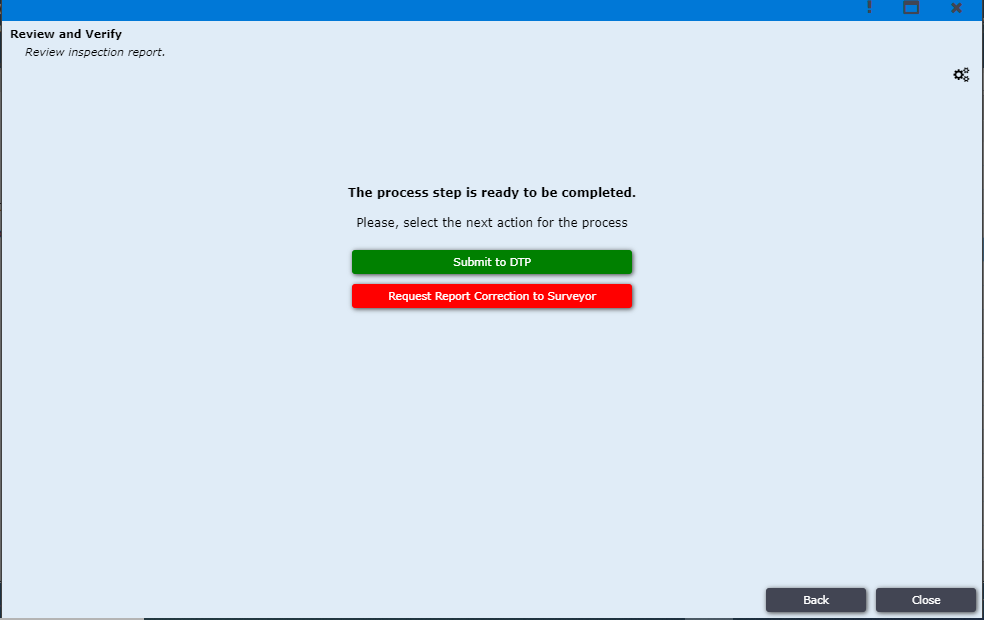 Review and Verify
Review inspection report.
The process step is ready to be completed.
Please, select the next action for the process
Submit to DTP
Request Report Correction to Surveyor
Back
Close